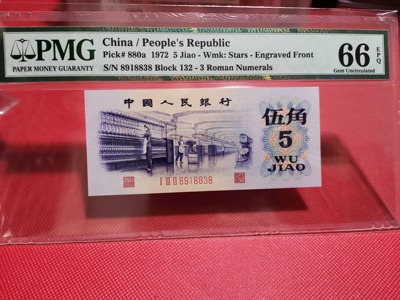 PMG
PAPER MONEY GUARANTY
China / People's Republic
Pick# 880a 1972 5 Jiao - Wmk: Stars - Engraved Front
S/N 8918838 Block 132 - 3 Roman Numerals
66 EPQ
Gem Uncirculated
中國人民銀行
伍角
5
WU
JIAO
I III II 8918838